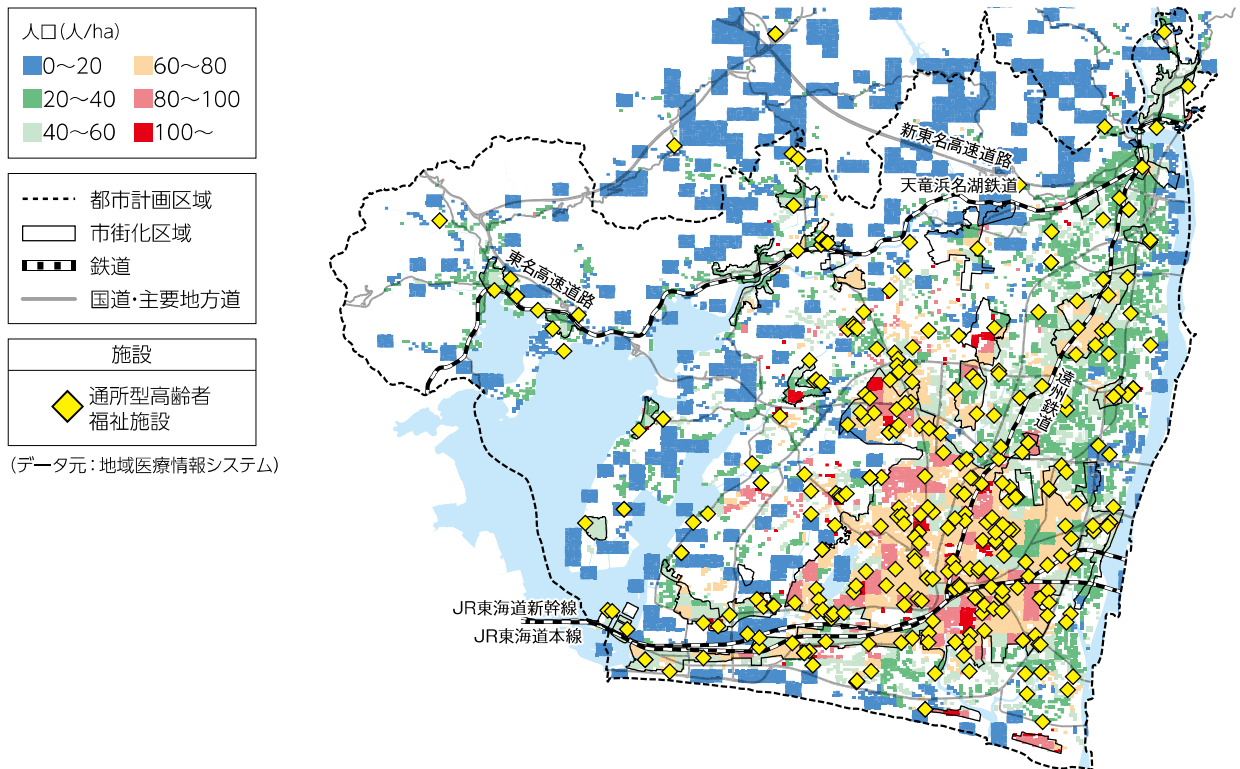 人口(人/ha)
0～20
60～80
20～40
80～100
40～60
100～
都市計画区域
市街化区域
鉄道
国道・主要地方道
施設
通所型高齢者
福祉施設
(データ元：地域医療情報システム)
新東名高速道路
天竜浜名湖鉄道
東名高速道路
遠州鉄道
JR東海道新幹線
JR東海道本線